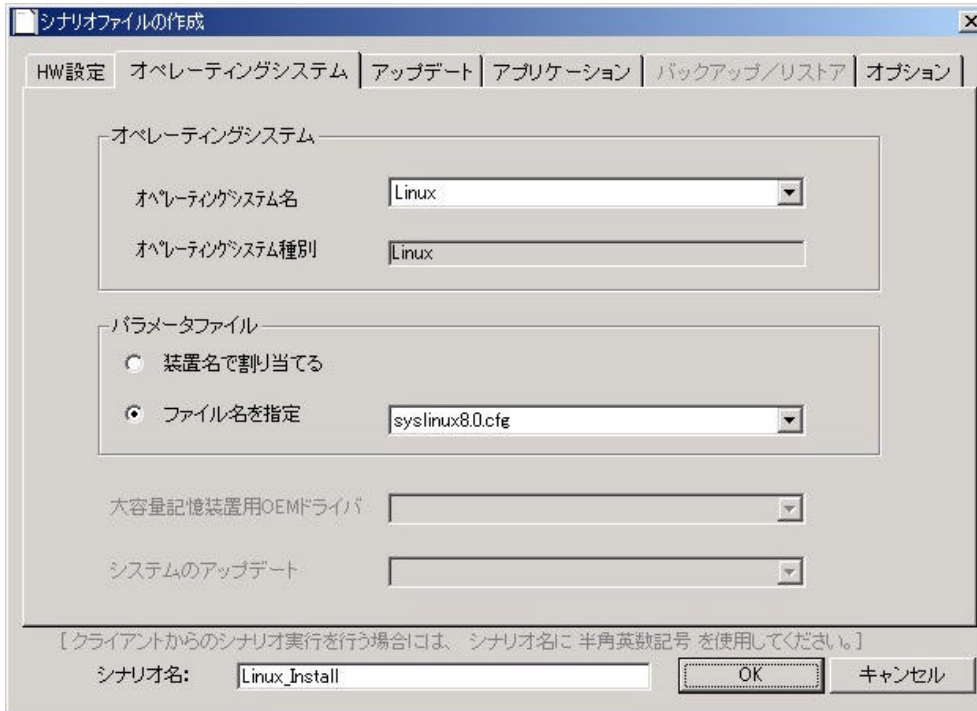 シナリオファイルの作成
HW設定 オペレーティングシステム アップデート アプリケーション バックアップ／リストア オプション
オペレーティングシステム
オペレーティングシステム名 Linux
オペレーティングシステム種別 Linux
パラメータファイル
装置名で割り当てる
ファイル名を指定 syslinux8.0.cfg
大容量記憶装置用OEMドライバ
システムのアップデート
[クライアントからのシナリオ実行を行う場合には、 シナリオ名に 半角英数記号 を使用してください。]
シナリオ名: Linux_Install OK キャンセル